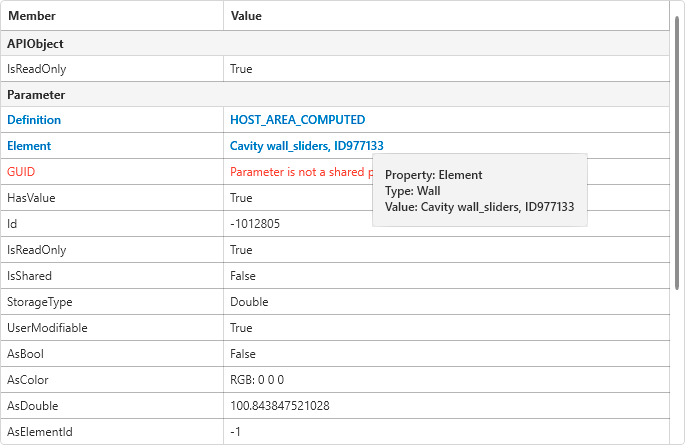 Member Value
APIObject
IsReadOnly True
Parameter
Definition HOST_AREA_COMPUTED
Element Cavity wall_sliders, ID977133
GUID Parameter is not a shared p
Property: Element
Type: Wall
Value: Cavity wall_sliders, ID977133
HasValue True
Id -1012805
IsReadOnly True
IsShared False
StorageType Double
UserModifiable True
AsBool False
AsColor RGB: 0 0 0
AsDouble 100.843847521028
AsElementId -1